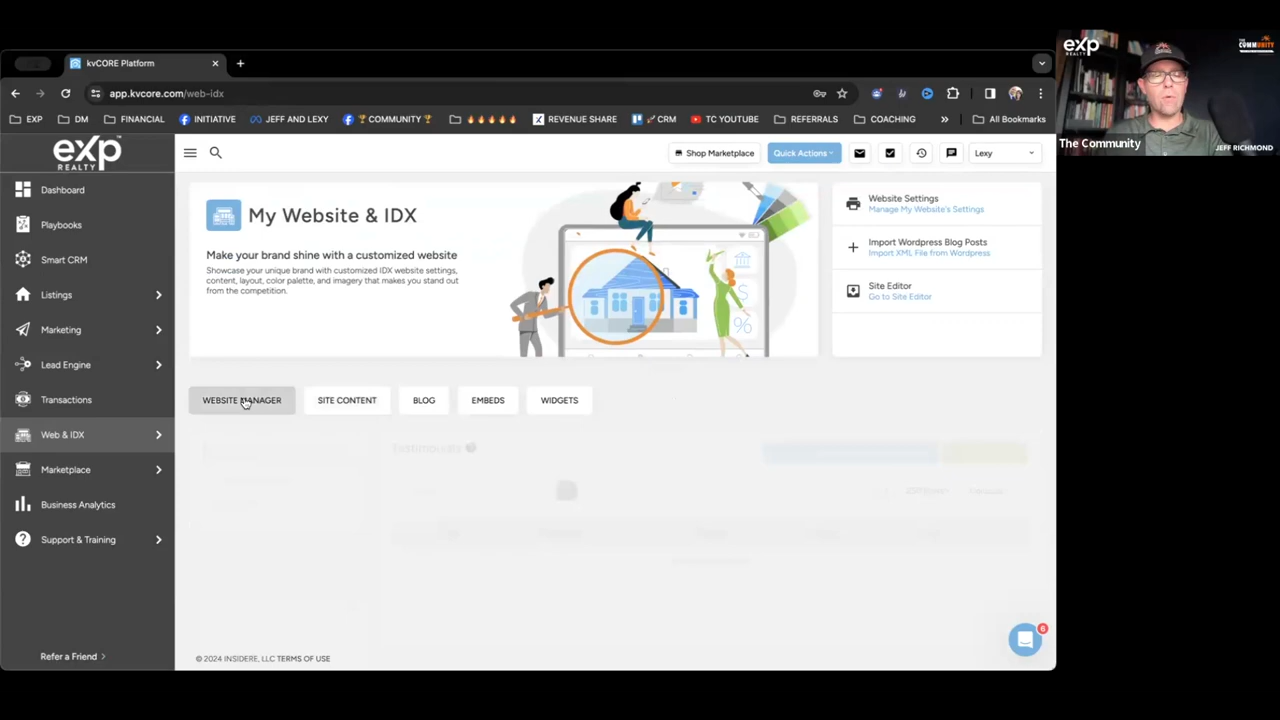 kvCORE Platform
app.kvcore.com/web-idx
EXP
DM
FINANCIAL
INITIATIVE
JEFF AND LEXY
🏆COMMUNITY🏆
🔥🔥🔥🔥🔥
REVENUE SHARE
CRM
TC YOUTUBE
REFERRALS
COACHING
»
All Bookmarks
exp
REALTY
Shop Marketplace
Quick Actions
Lexy
Dashboard
Playbooks
Smart CRM
Listings
Marketing
Lead Engine
Transactions
Web & IDX
Marketplace
Business Analytics
Support & Training
Refer a Friend >
My Website & IDX
Make your brand shine with a customized website
Showcase your unique brand with customized IDX website settings,
content, layout, color palette, and imagery that makes you stand out
from the competition.
$
%
Website Settings
Manage My Website's Settings
Import Wordpress Blog Posts
Import XML File from Wordpress
Site Editor
Go to Site Editor
WEBSITE MANAGER
SITE CONTENT
BLOG
EMBEDS
WIDGETS
Testimonials
6
© 2024 INSIDERE, LLC TERMS OF USE
exp
REALTY
THE
COMMUNITY
The Community
JEFF RICHMOND